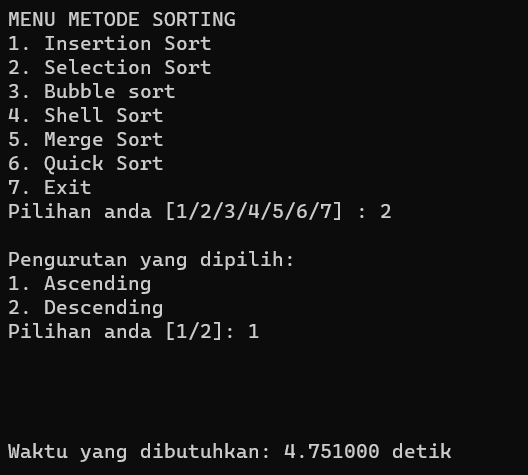 MENU METODE SORTING
1. Insertion Sort
2. Selection Sort
3. Bubble sort
4. Shell Sort
5. Merge Sort
6. Quick Sort
7. Exit
Pilihan anda [1/2/3/4/5/6/7] : 2
Pengurutan yang dipilih:
1. Ascending
2. Descending
Pilihan anda [1/2]: 1
Waktu yang dibutuhkan: 4.751000 detik